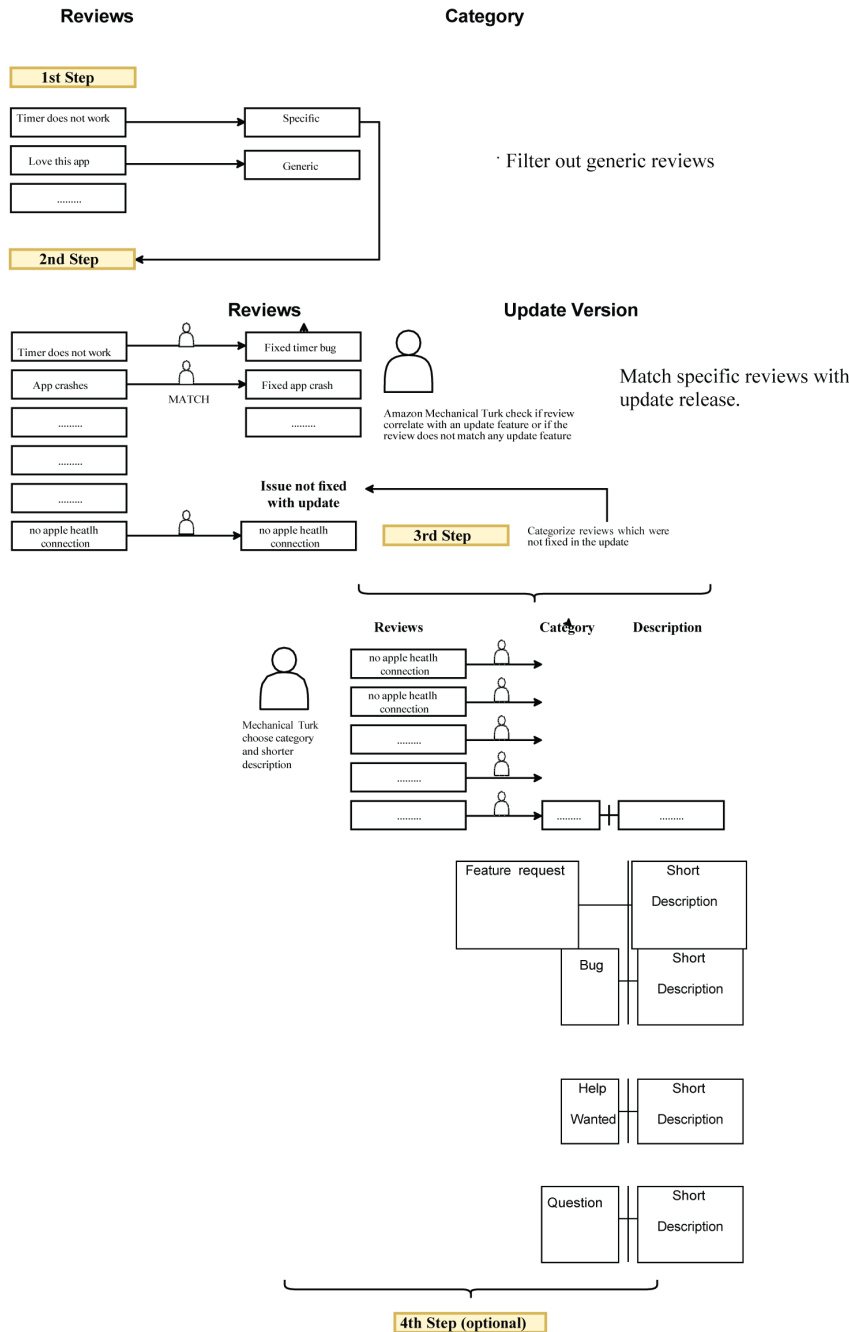 Reviews
Category
1st Step
Timer does not work
Specific
Love this app
Generic
·  Filter out generic reviews
.........
2nd Step
Reviews
Update Version
Timer does not work
Fixed timer bug
App crashes
MATCH
Fixed app crash
.........
.........
Amazon Mechanical Turk check if review
correlate with an update feature or if the
review does not match any update feature
Match specific reviews with
update release.
.........
.........
Issue not fixed
with update
no apple heatlh
connection
no apple heatlh
connection
3rd Step
Categorize reviews which were
not fixed in the update
Reviews
Category
Description
Mechanical Turk
choose category
and shorter
description
no apple heatlh
connection
no apple heatlh
connection
.........
.........
.........
.........
.........
Feature request
Short
Description
Bug
Short
Description
Help
Wanted
Short
Description
Question
Short
Description
4th Step (optional)